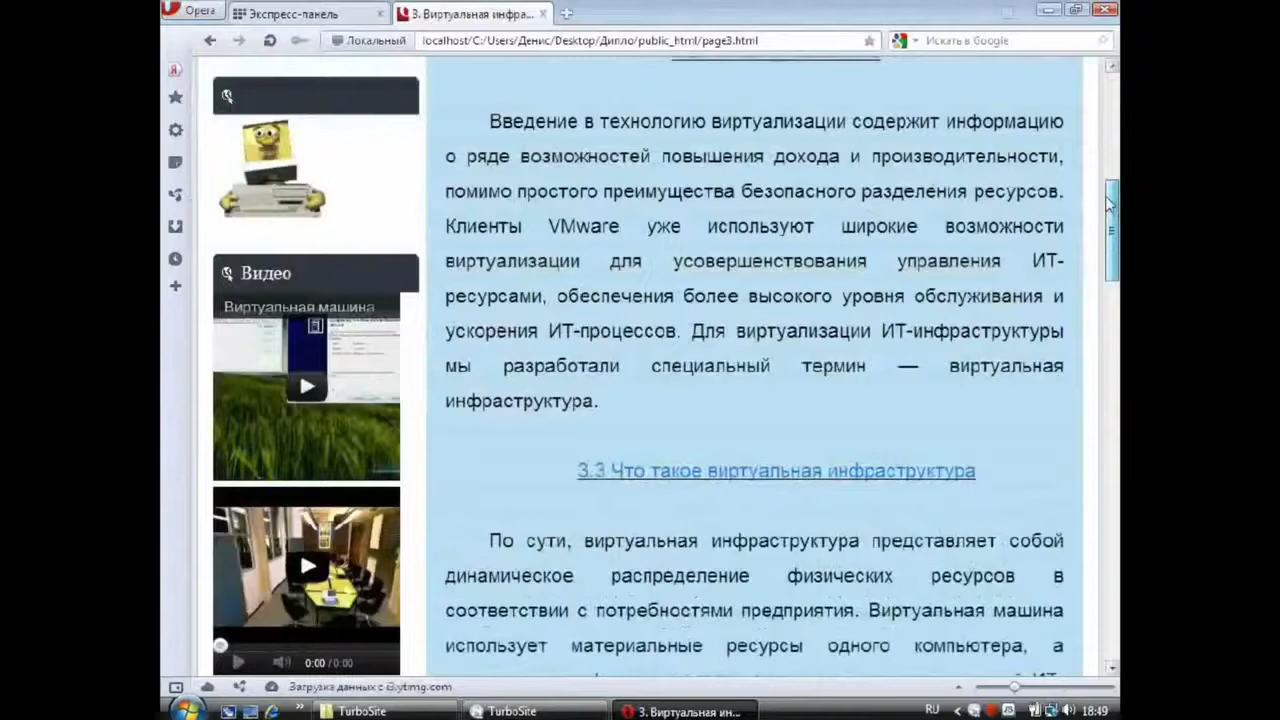 Opera
Экспресс-панель
3. Виртуальная инфра...
Локальный
localhost/C:/Users/Денис/Desktop/Дипло/public_html/page3.html
Искать в Google
Введение в технологию виртуализации содержит информацию
о ряде возможностей повышения дохода и производительности,
помимо простого преимущества безопасного разделения ресурсов.
Клиенты VMware уже используют широкие возможности
виртуализации для усовершенствования управления ИТ-
ресурсами, обеспечения более высокого уровня обслуживания и
ускорения ИТ-процессов. Для виртуализации ИТ-инфраструктуры
мы разработали специальный термин — виртуальная
инфраструктура.
3.3 Что такое виртуальная инфраструктура
По сути, виртуальная инфраструктура представляет собой
динамическое распределение физических ресурсов в
соответствии с потребностями предприятия. Виртуальная машина
использует материальные ресурсы одного компьютера, а
Видео
Виртуальная машина
0:00 / 0:00
Загрузка данных с i3.ytimg.com
TurboSite
TurboSite
3. Виртуальная ин...
RU
18:49